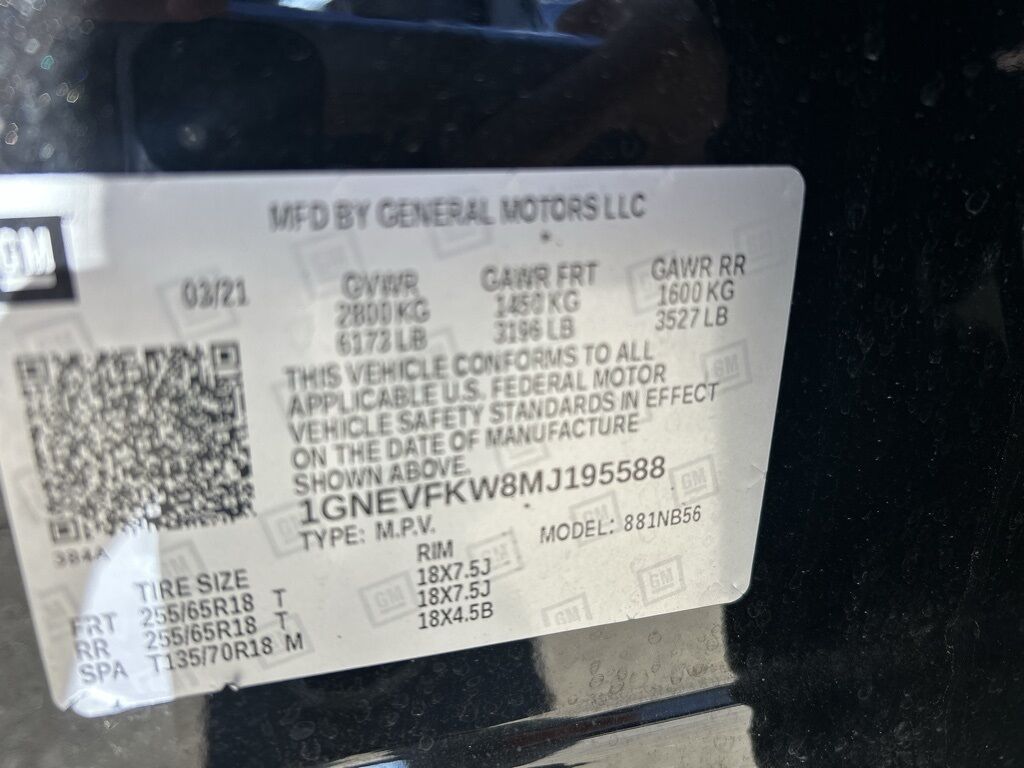 MFD BY GENERAL MOTORS LLC
GM
03/21
GVWR GAWR FRT GAWR RR
2800 KG 1450 KG 1600 KG
6173 LB 3196 LB 3527 LB
THIS VEHICLE CONFORMS TO ALL
APPLICABLE U.S. FEDERAL MOTOR
VEHICLE SAFETY STANDARDS IN EFFECT
ON THE DATE OF MANUFACTURE
SHOWN ABOVE.
1GNEVFKW8MJ195588
TYPE: M.P.V. MODEL: 881NB56
TIRE SIZE RIM
FRT 255/65R18 T 18X7.5J
RR 255/65R18 T 18X7.5J
SPA T135/70R18 M 18X4.5B